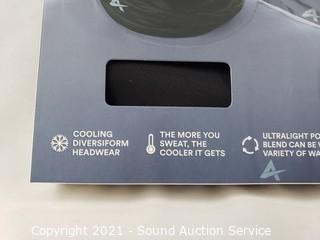 COOLING
DIVERSIFORM
HEADWEAR
THE MORE YOU
SWEAT, THE
COOLER IT GETS
ULTRALIGHT PO
BLEND CAN BE W
VARIETY OF WA
Copyright 2021 - Sound Auction Service